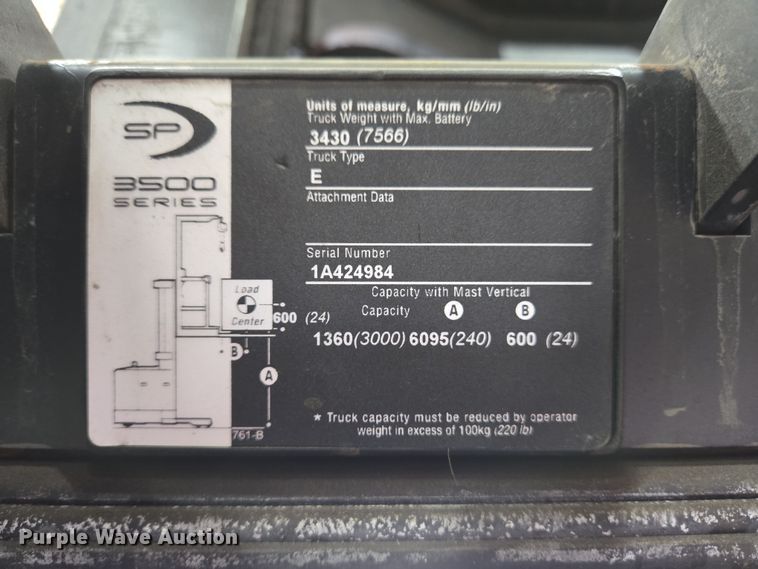 SP
3500
SERIES
Load
Center
600 (24)
B
A
761-B
Units of measure, kg/mm (lb/in)
Truck Weight with Max. Battery
3430 (7566)
Truck Type
E
Attachment Data
Serial Number
1A424984
Capacity with Mast Vertical
Capacity A B
1360(3000) 6095(240) 600 (24)
* Truck capacity must be reduced by operator
weight in excess of 100kg (220 lb)
Purple Wave Auction